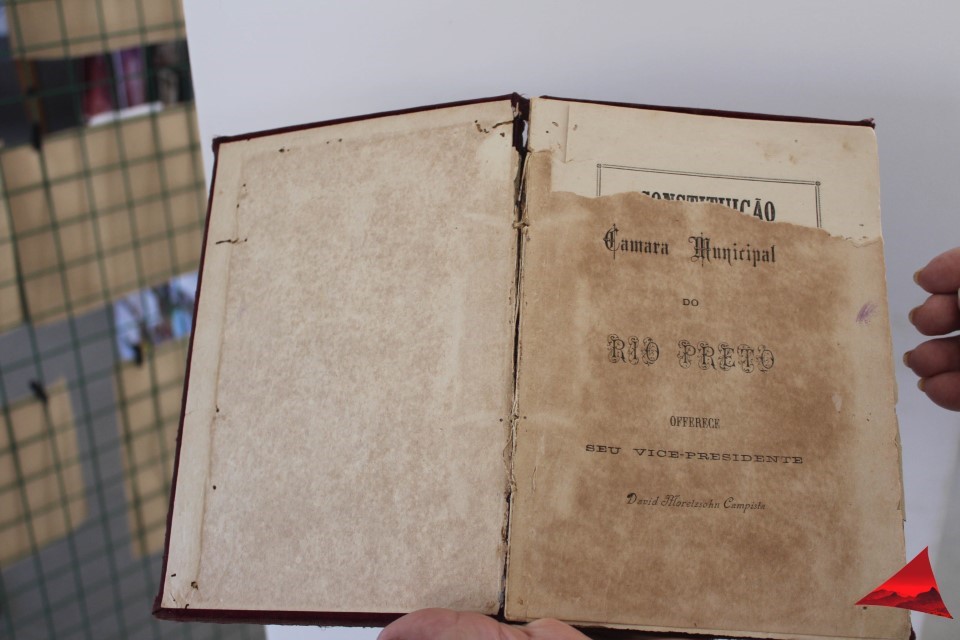 CONSTITUIÇÃO
Camara Municipal
DO
RIO PRETO
OFFERECE
SEU VICE-PRESIDENTE
David Moretzsohn Campista